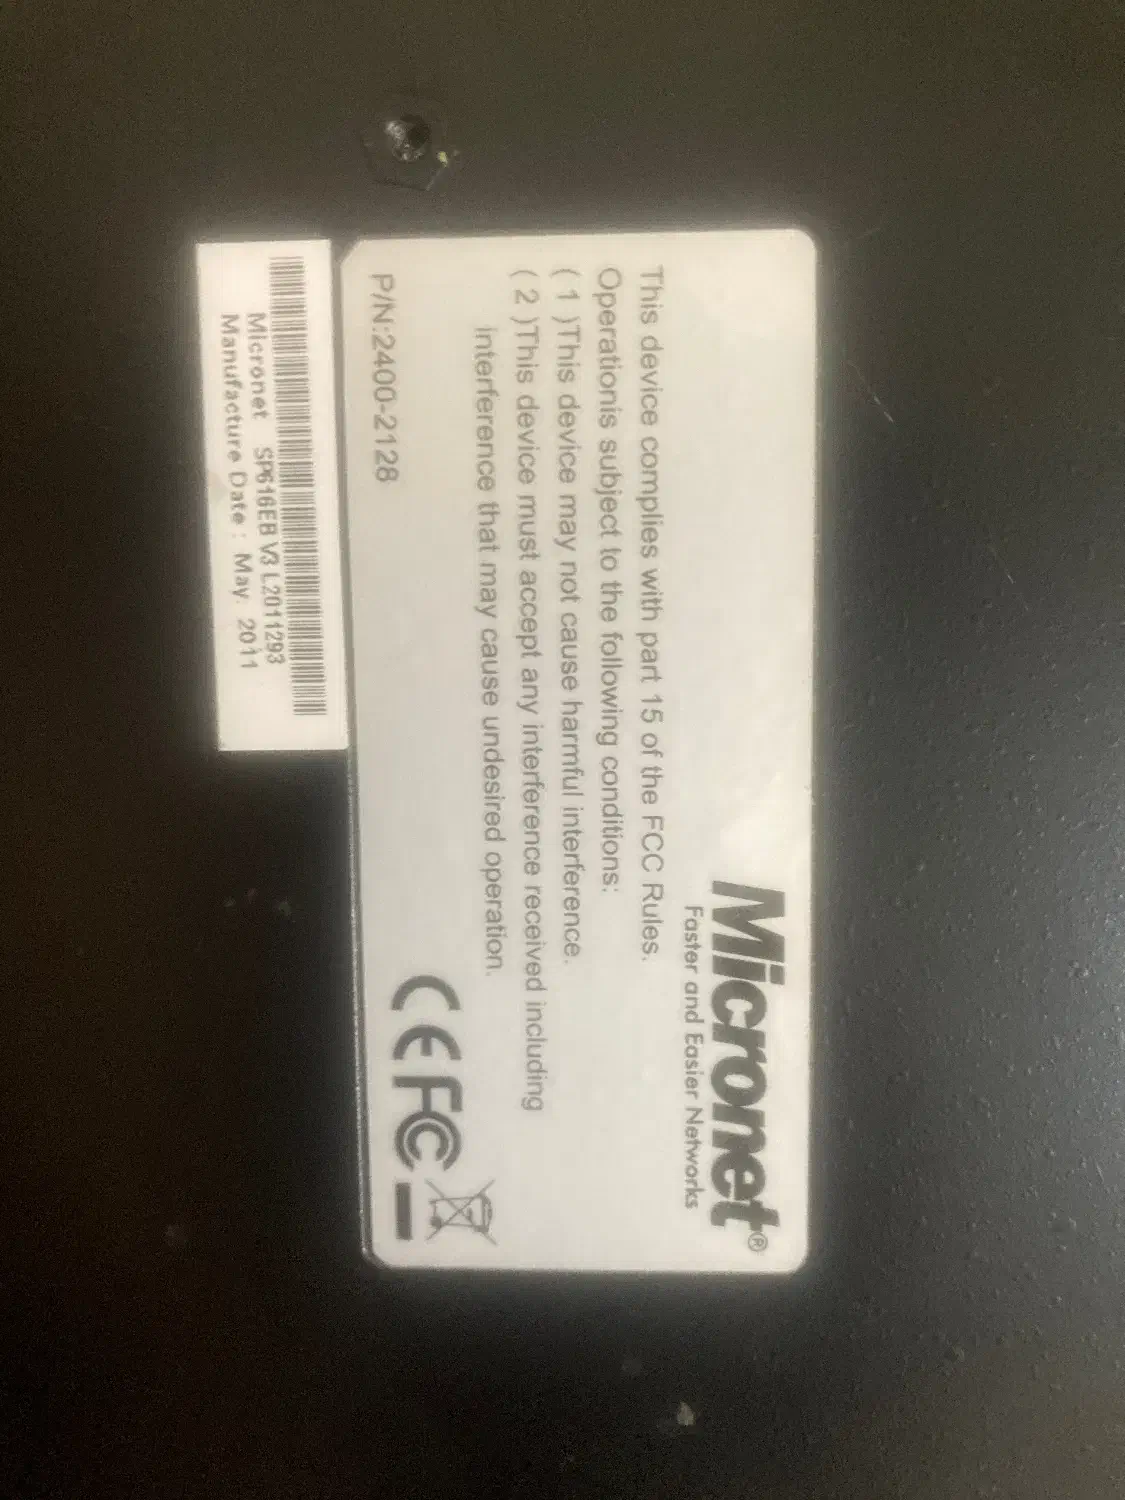 Micronet®
Faster and Easier Networks
This device complies with part 15 of the FCC Rules.
Operationis subject to the following conditions:
( 1 )This device may not cause harmful interference.
( 2 )This device must accept any interference received including
interference that may cause undesired operation.
P/N:2400-2128
CE FC
Micronet SP616EB V3 L2011293
Manufacture Date : May. 2011